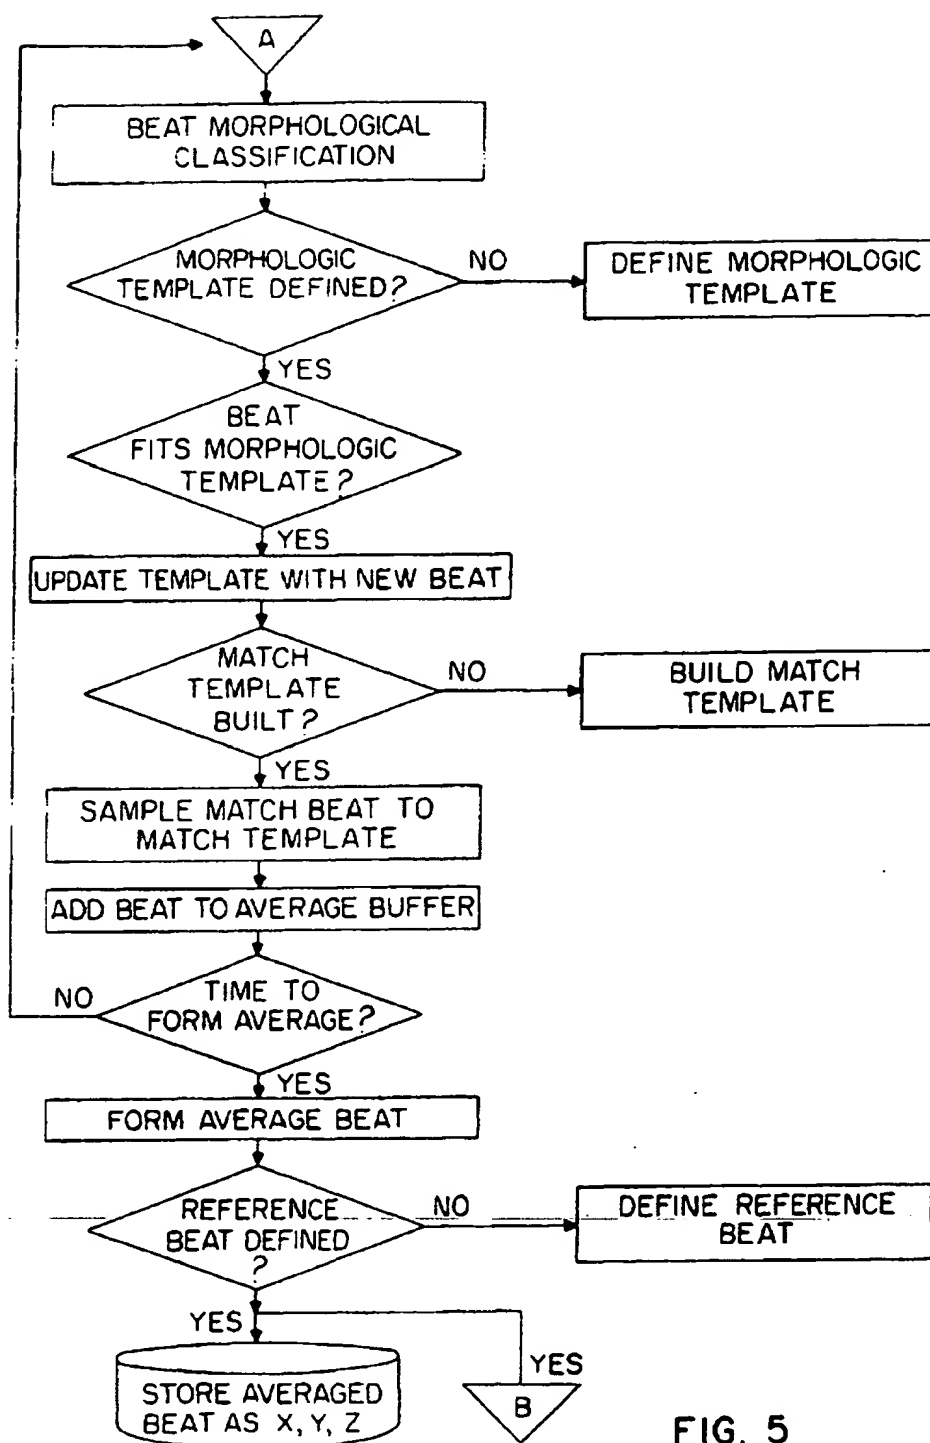 A
BEAT MORPHOLOGICAL
CLASSIFICATION
MORPHOLOGIC
TEMPLATE DEFINED?
NO
DEFINE MORPHOLOGIC
TEMPLATE
YES
BEAT
FITS MORPHOLOGIC
TEMPLATE?
YES
UPDATE TEMPLATE WITH NEW BEAT
MATCH
TEMPLATE
BUILT?
NO
BUILD MATCH
TEMPLATE
YES
SAMPLE MATCH BEAT TO
MATCH TEMPLATE
ADD BEAT TO AVERAGE BUFFER
NO
TIME TO
FORM AVERAGE?
YES
FORM AVERAGE BEAT
REFERENCE
BEAT DEFINED
?
NO
DEFINE REFERENCE
BEAT
YES
YES
STORE AVERAGED
BEAT AS X, Y, Z
B
FIG. 5